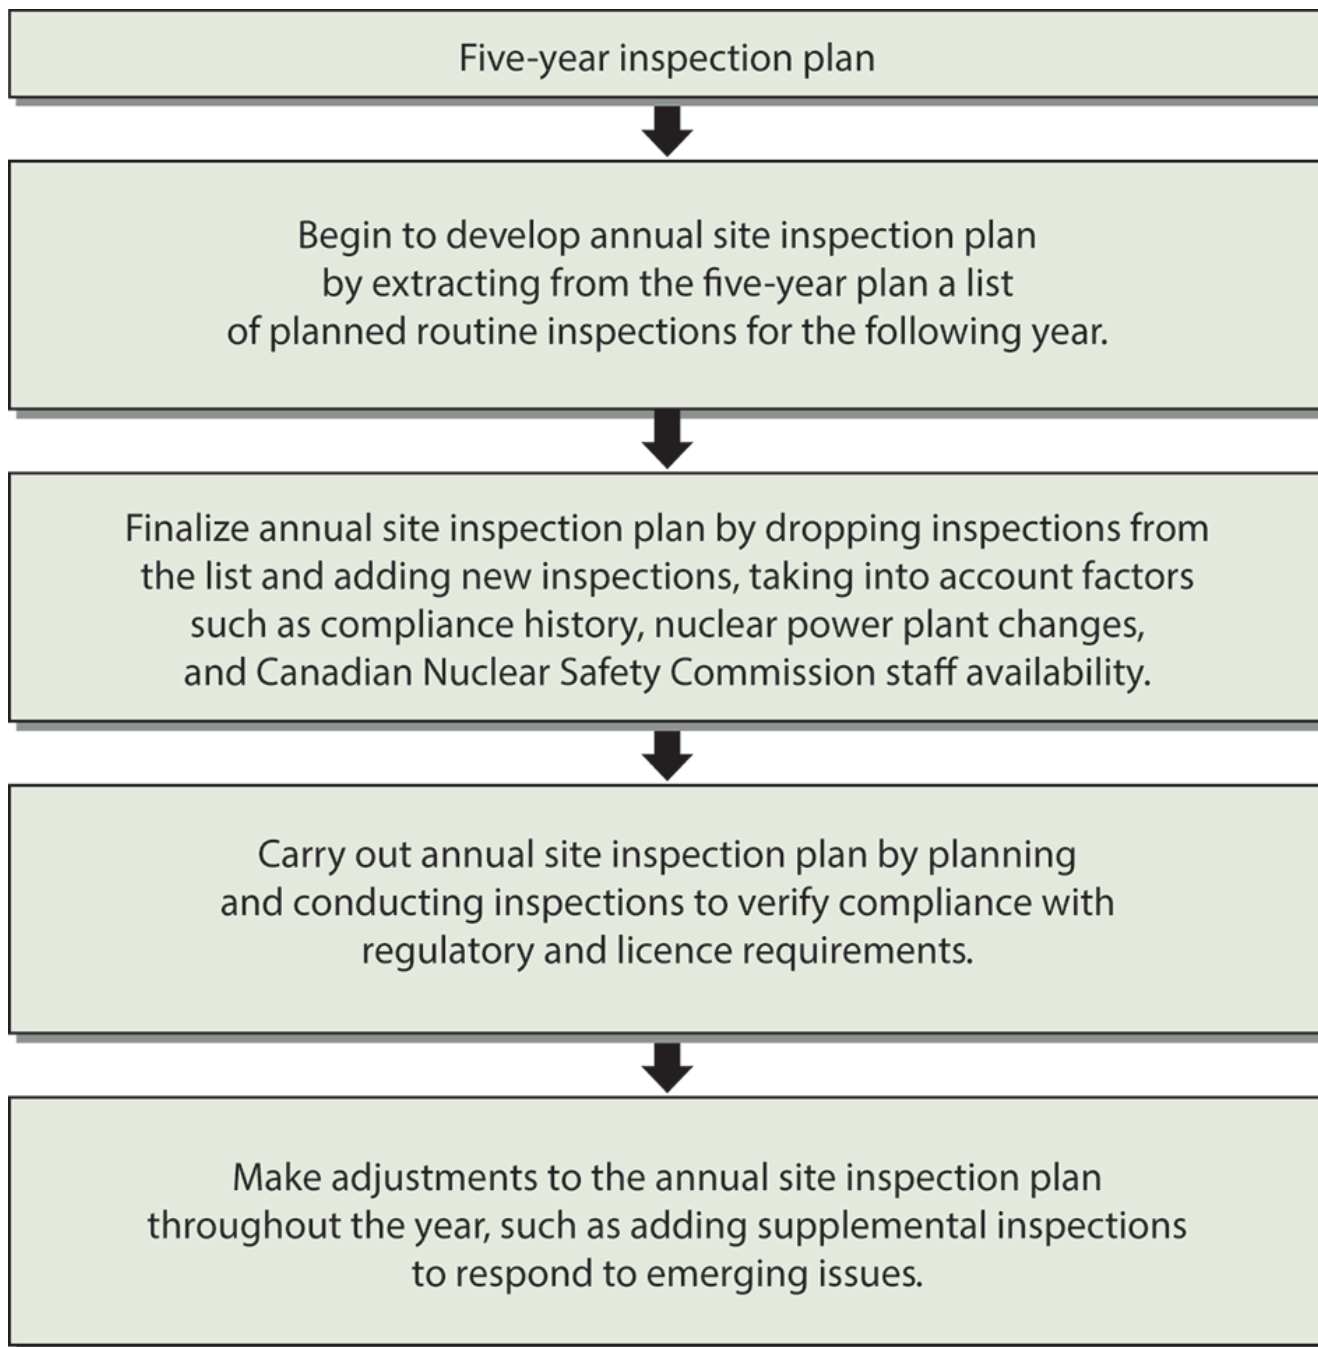 Five-year inspection plan
Begin to develop annual site inspection plan
by extracting from the five-year plan a list
of planned routine inspections for the following year.
Finalize annual site inspection plan by dropping inspections from
the list and adding new inspections, taking into account factors
such as compliance history, nuclear power plant changes,
and Canadian Nuclear Safety Commission staff availability.
Carry out annual site inspection plan by planning
and conducting inspections to verify compliance with
regulatory and licence requirements.
Make adjustments to the annual site inspection plan
throughout the year, such as adding supplemental inspections
to respond to emerging issues.